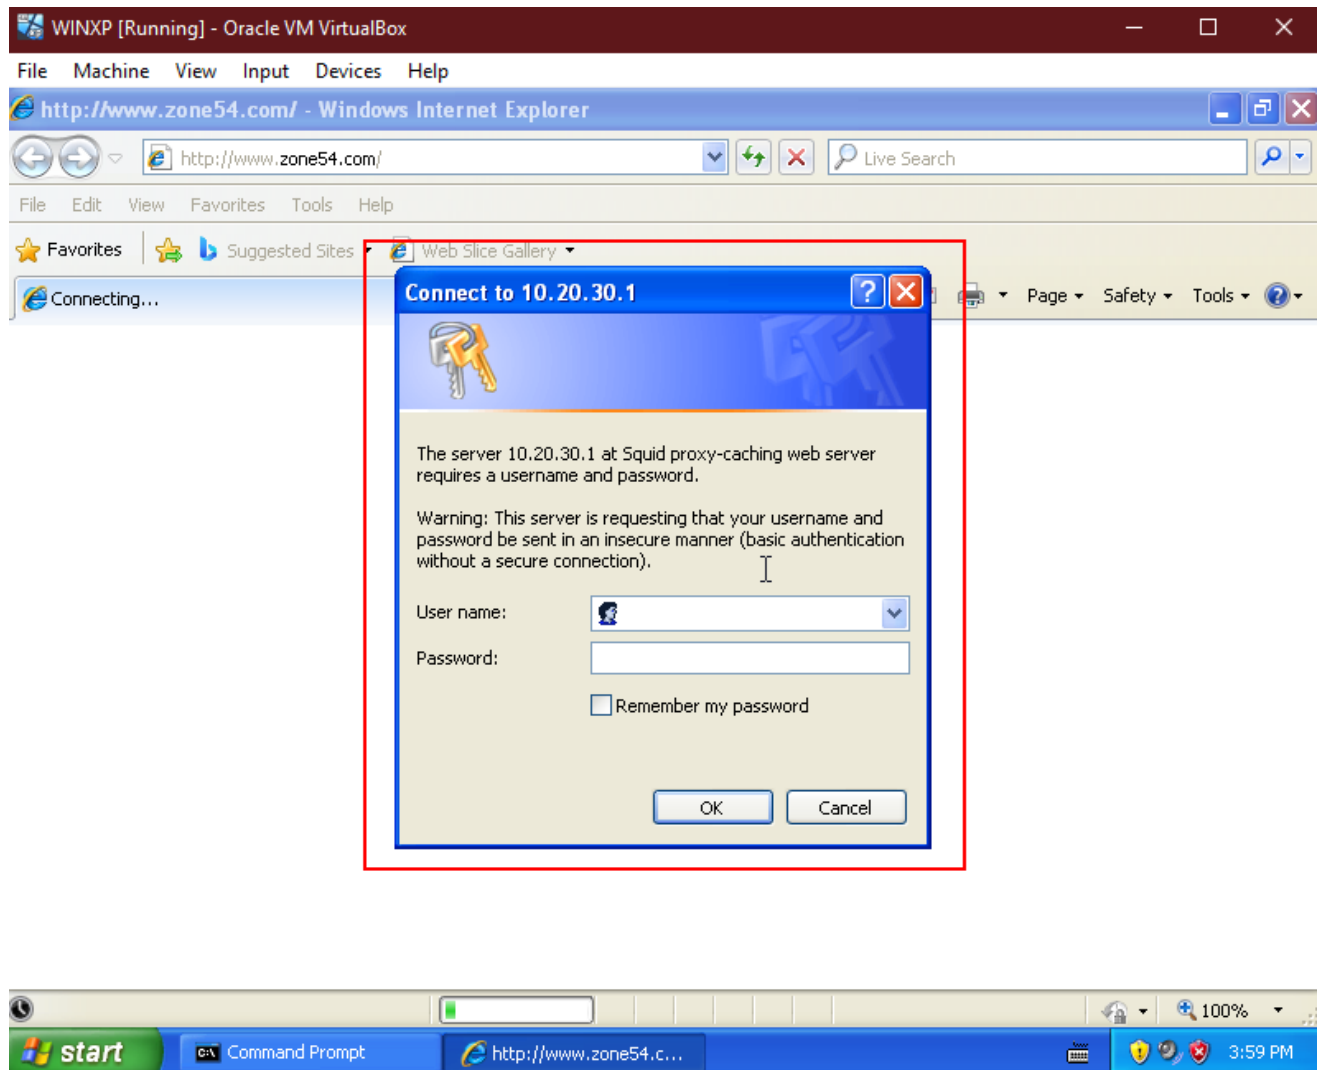 WINXP [Running] - Oracle VM VirtualBox
File Machine View Input Devices Help
http://www.zone54.com/ - Windows Internet Explorer
http://www.zone54.com/ Live Search
File Edit View Favorites Tools Help
Favorites Suggested Sites Web Slice Gallery
Connecting... Page Safety Tools
Connect to 10.20.30.1
The server 10.20.30.1 at Squid proxy-caching web server
requires a username and password.
Warning: This server is requesting that your username and
password be sent in an insecure manner (basic authentication
without a secure connection).
User name:
Password:
Remember my password
OK Cancel
100%
start Command Prompt http://www.zone54.c... 3:59 PM